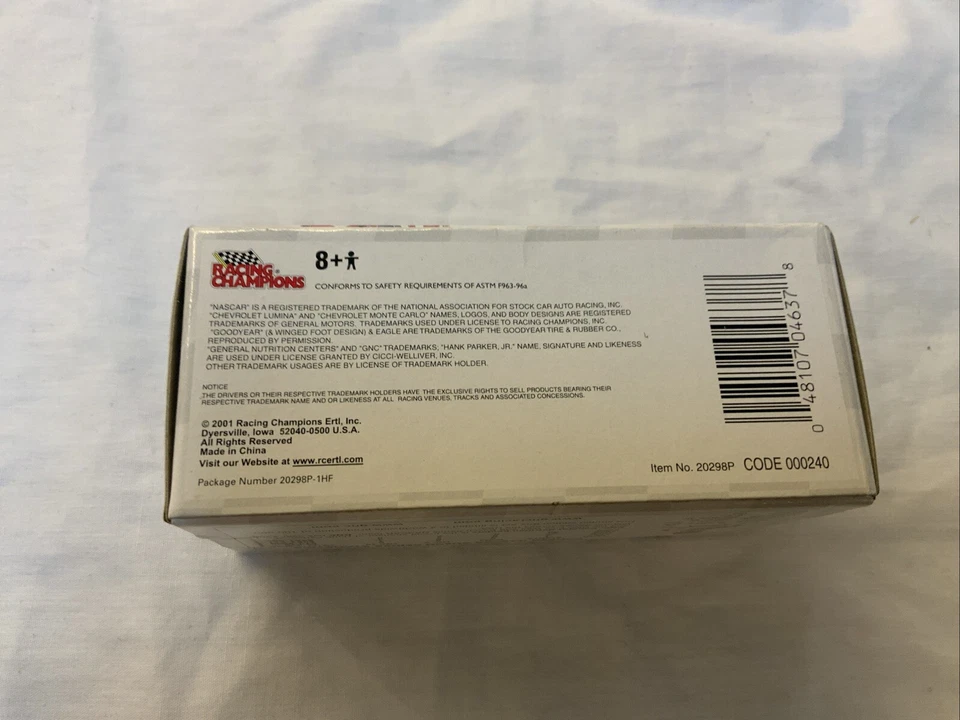 RACING CHAMPIONS
8+
CONFORMS TO SAFETY REQUIREMENTS OF ASTM F963-96a
"NASCAR" IS A REGISTERED TRADEMARK OF THE NATIONAL ASSOCIATION FOR STOCK CAR AUTO RACING, INC.
"CHEVROLET LUMINA" AND "CHEVROLET MONTE CARLO" NAMES, LOGOS, AND BODY DESIGNS ARE REGISTERED
TRADEMARKS OF GENERAL MOTORS. TRADEMARKS USED UNDER LICENSE TO RACING CHAMPIONS, INC.
"GOODYEAR" (& WINGED FOOT DESIGN) & EAGLE ARE TRADEMARKS OF THE GOODYEAR TIRE & RUBBER CO.,
REPRODUCED BY PERMISSION.
"GENERAL NUTRITION CENTERS" AND "GNC" TRADEMARKS, "HANK PARKER, JR." NAME, SIGNATURE AND LIKENESS
ARE USED UNDER LICENSE GRANTED BY CICCI-WELLIVER, INC.
OTHER TRADEMARK USAGES ARE BY LICENSE OF TRADEMARK HOLDER.
NOTICE
THE DRIVERS OR THEIR RESPECTIVE TRADEMARK HOLDERS HAVE THE EXCLUSIVE RIGHTS TO SELL PRODUCTS BEARING THEIR
RESPECTIVE TRADEMARK NAME AND OR LIKENESS AT ALL RACING VENUES, TRACKS AND ASSOCIATED CONCESSIONS.
© 2001 Racing Champions Ertl, Inc.
Dyersville, Iowa 52040-0500 U.S.A.
All Rights Reserved
Made in China
Visit our Website at www.rcertl.com
Package Number 20298P-1HF
0 48107 04637 8
Item No. 20298P CODE 000240